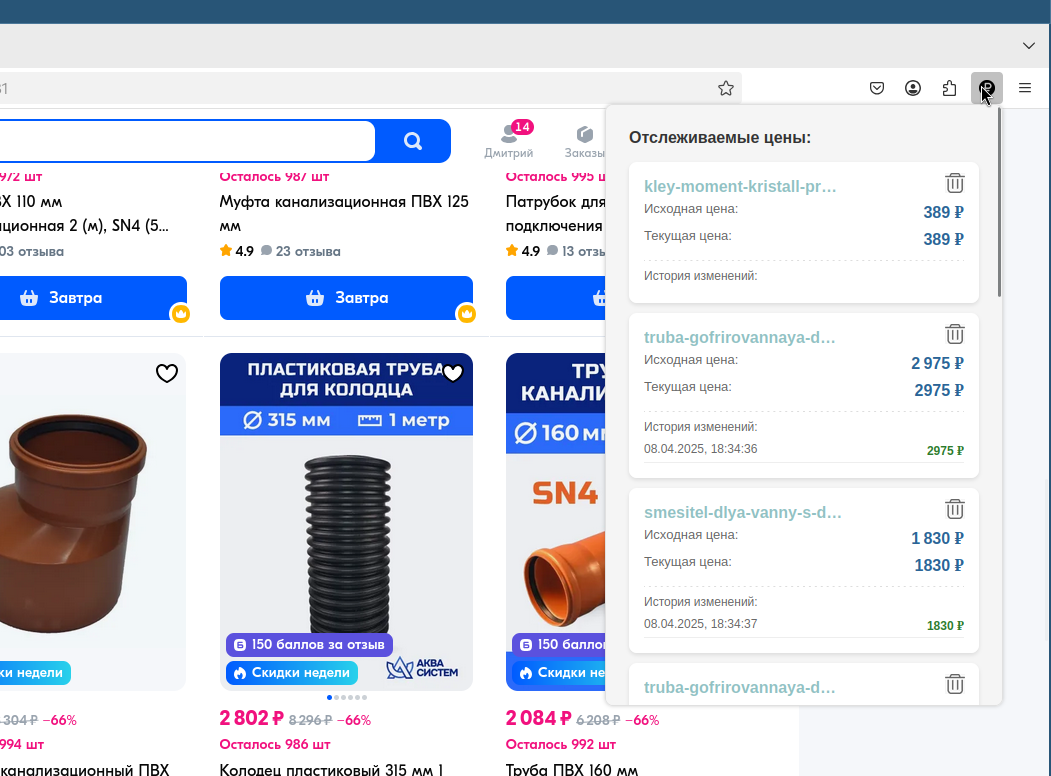 14
Дмитрий
Заказы
972 шт
ВХ 110 мм
ционная 2 (м), SN4 (5...
03 отзыва
Завтра
Осталось 987 шт
Муфта канализационная ПВХ 125
мм
4.9 23 отзыва
Завтра
Осталось 995 ш
Патрубок для
подключения
4.9 13 отзь
ки недели
304 ₽ −66%
994 шт
канализационный ПВХ
ПЛАСТИКОВАЯ ТРУБА
ДЛЯ КОЛОДЦА
315 мм 1 метр
Б 150 баллов за отзыв
Скидки недели
АКВА
СИСТЕМ
2 802 ₽ 8 296 ₽ −66%
Осталось 986 шт
Колодец пластиковый 315 мм 1
ТРУ
КАНАЛИ
160 м
SN4
Б 150 балло
Скидки не
2 084 ₽ 6 208 ₽ −66%
Осталось 992 шт
Труба ПВХ 160 мм
Отслеживаемые цены:
kley-moment-kristall-pr...
Исходная цена: 389 ₽
Текущая цена: 389 ₽
История изменений:
truba-gofrirovannaya-d...
Исходная цена: 2 975 ₽
Текущая цена: 2975 ₽
История изменений:
08.04.2025, 18:34:36 2975 ₽
smesitel-dlya-vanny-s-d...
Исходная цена: 1 830 ₽
Текущая цена: 1830 ₽
История изменений:
08.04.2025, 18:34:37 1830 ₽
truba-gofrirovannaya-d...